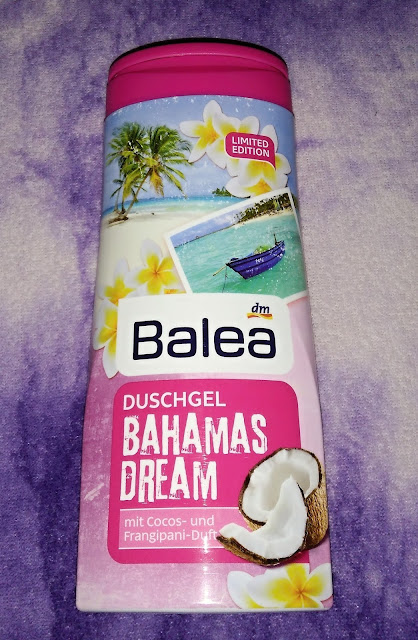 LIMITED
EDITION
dm
Balea
DUSCHGEL
BAHAMAS
DREAM
mit Cocos- und
Frangipani-Duft